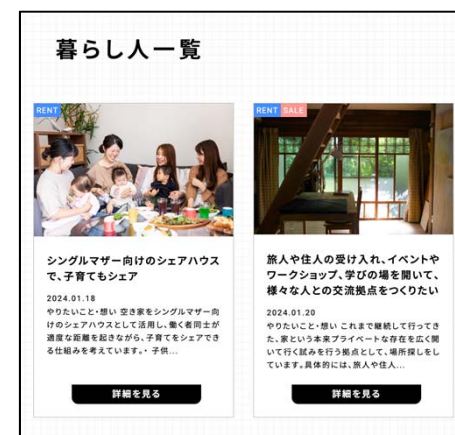 暮らし人一覧
RENT
シングルマザー向けのシェアハウス
で、子育てもシェア
2024.01.18
やりたいこと・想い 空き家をシングルマザー向
けのシェアハウスとして活用し、働く者同士が
適度な距離を起きながら、子育てをシェアでき
る仕組みを考えています。・ 子供...
詳細を見る
RENT SALE
旅人や住人の受け入れ、イベントや
ワークショップ、学びの場を開いて、
様々な人との交流拠点をつくりたい
2024.01.20
やりたいこと・想い これまで継続して行ってき
た、家という本来プライベートな存在を広く開
いて行く試みを行う拠点として、場所探しをし
ています。具体的には、旅人や住人...
詳細を見る